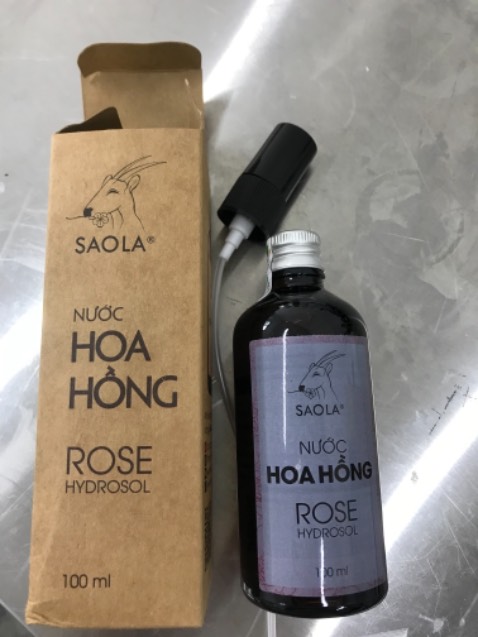 SAOLA®
NƯỚC
HOA
HỒNG
ROSE
HYDROSOL
100 ml
SAOLA®
NƯỚC
HOA HỒNG
ROSE
HYDROSOL
100 ml